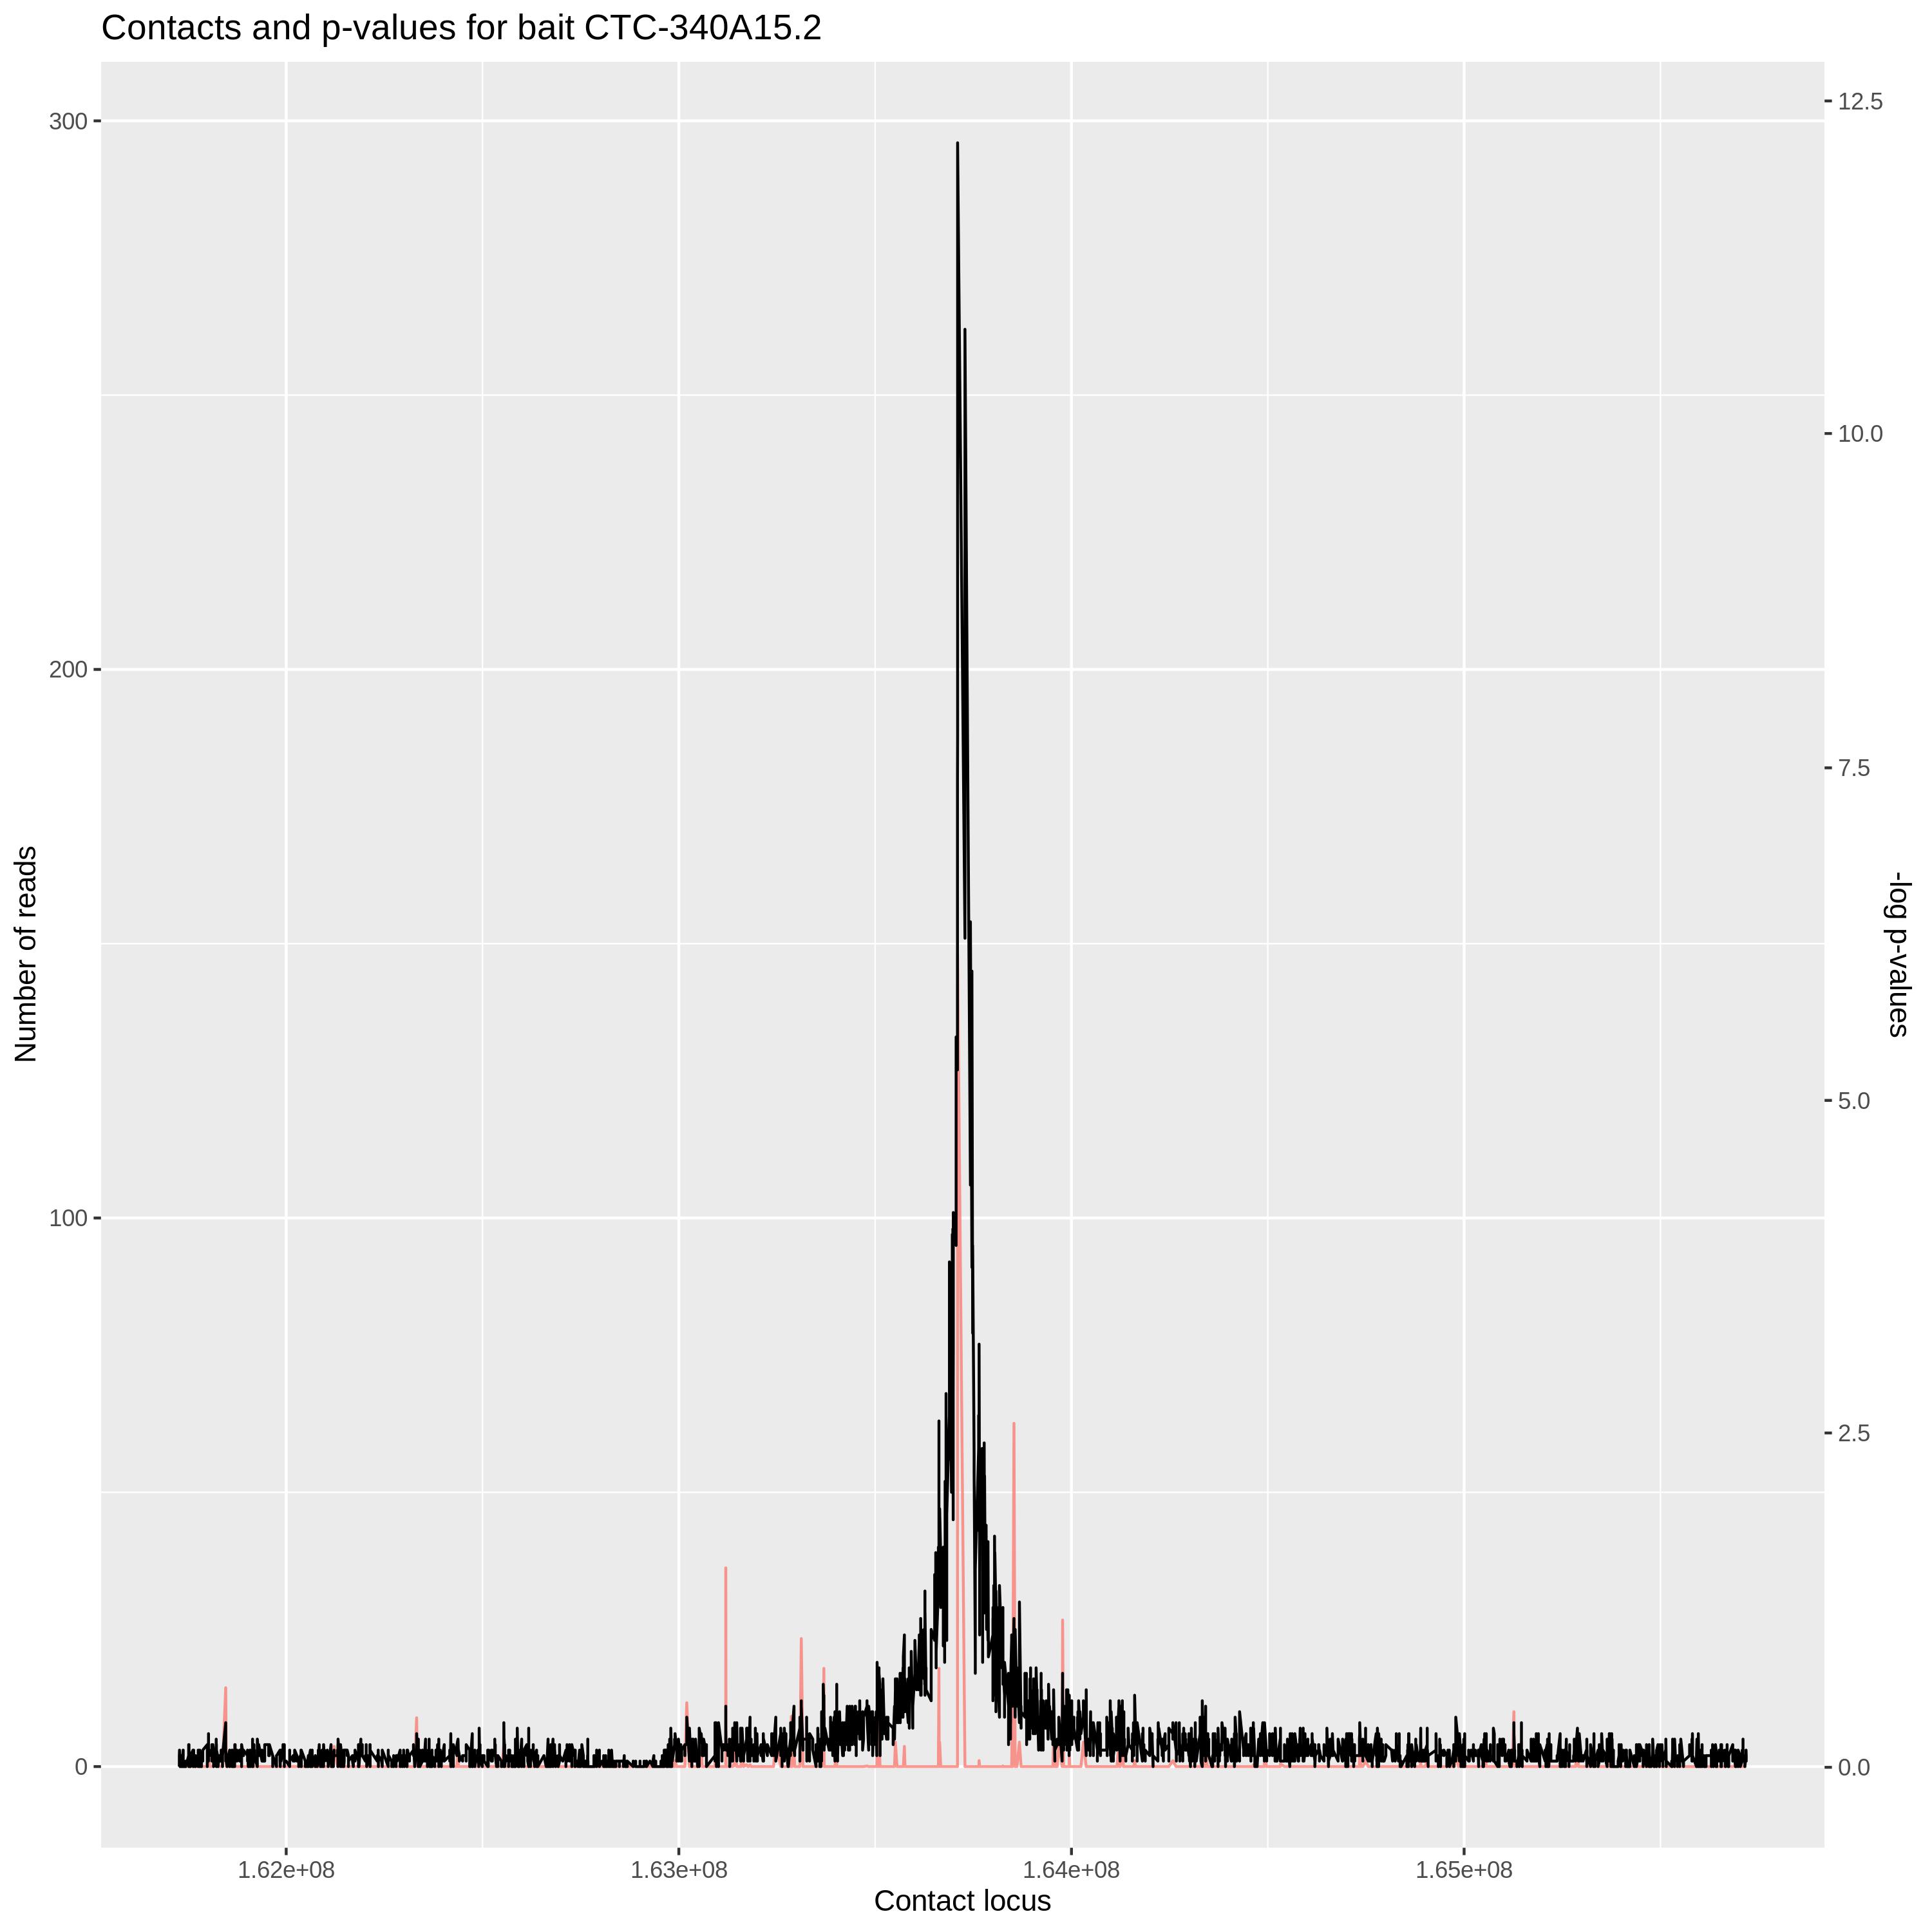 Contacts and p-values for bait CTC-340A15.2
300
200
100
0
Number of reads
12.5
10.0
7.5
5.0
2.5
0.0
-log p-values
1.62e+08
1.63e+08
1.64e+08
1.65e+08
Contact locus